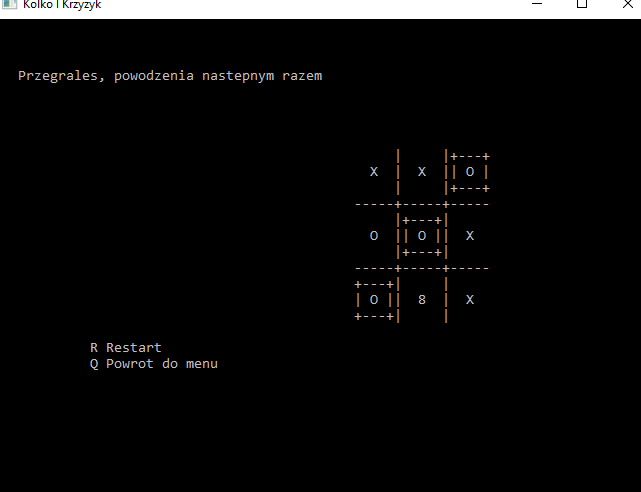 Kolko i Krzyzyk
Przegrales, powodzenia nastepnym razem
     |     |+---+
  X  |  X  || O |
     |     |+---+
-----+-----+-----
     |+---+|
  O  || O ||  X
     |+---+|
-----+-----+-----
+---+|     |
| O ||  8  |  X
+---+|     |
R Restart
Q Powrot do menu